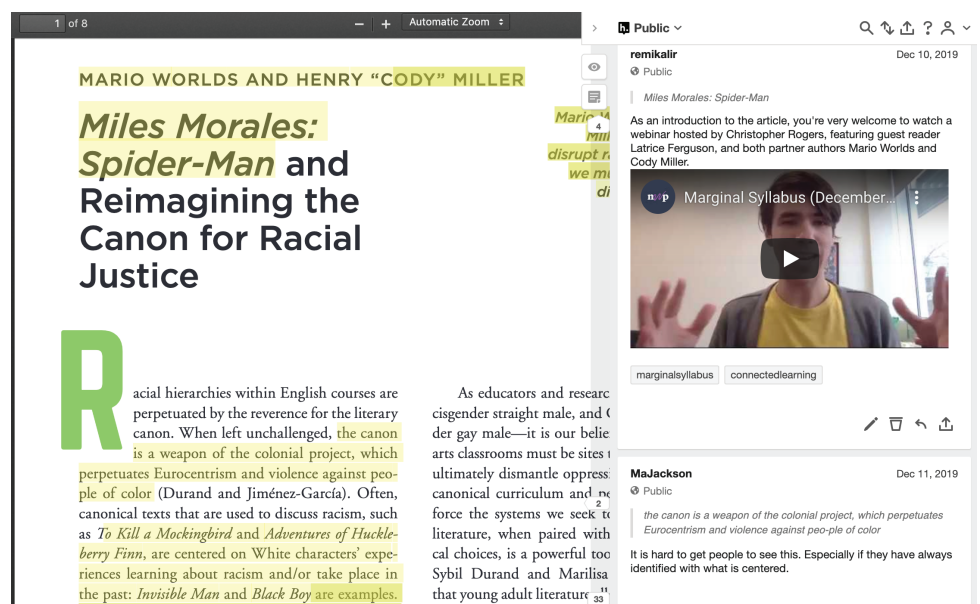 1 of 8
Automatic Zoom
Public
MARIO WORLDS AND HENRY “CODY” MILLER
Miles Morales:
Spider-Man and
Reimagining the
Canon for Racial
Justice
Mario W
Mill
disrupt ra
we mu
di
4
Racial hierarchies within English courses are
perpetuated by the reverence for the literary
canon. When left unchallenged, the canon
is a weapon of the colonial project, which
perpetuates Eurocentrism and violence against peo-
ple of color (Durand and Jiménez-García). Often,
canonical texts that are used to discuss racism, such
as To Kill a Mockingbird and Adventures of Huckle-
berry Finn, are centered on White characters’ expe-
riences learning about racism and/or take place in
the past: Invisible Man and Black Boy are examples.
As educators and researc
cisgender straight male, and
der gay male—it is our belie
arts classrooms must be sites
ultimately dismantle oppressi
canonical curriculum and pe
force the systems we seek to
literature, when paired with
cal choices, is a powerful too
Sybil Durand and Marilisa
that young adult literature
2
33
remikalir
Dec 10, 2019
Public
Miles Morales: Spider-Man
As an introduction to the article, you're very welcome to watch a
webinar hosted by Christopher Rogers, featuring guest reader
Latrice Ferguson, and both partner authors Mario Worlds and
Cody Miller.
Marginal Syllabus (December...
marginalsyllabus
connectedlearning
MaJackson
Dec 11, 2019
Public
the canon is a weapon of the colonial project, which perpetuates
Eurocentrism and violence against peo-ple of color
It is hard to get people to see this. Especially if they have always
identified with what is centered.